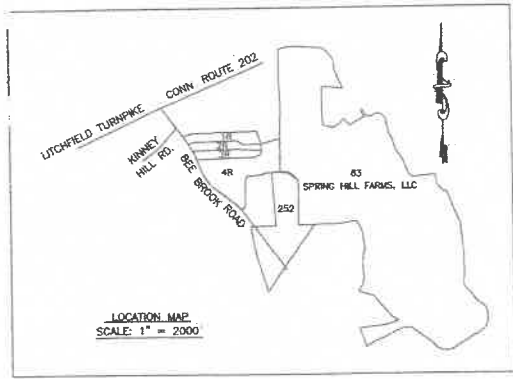 LITCHFIELD TURNPIKE CONN ROUTE 202
KINNEY
HILL RD.
BEE BROOK ROAD
4R
83
SPRING HILL FARMS, LLC
252
LOCATION MAP
SCALE: 1" = 2000